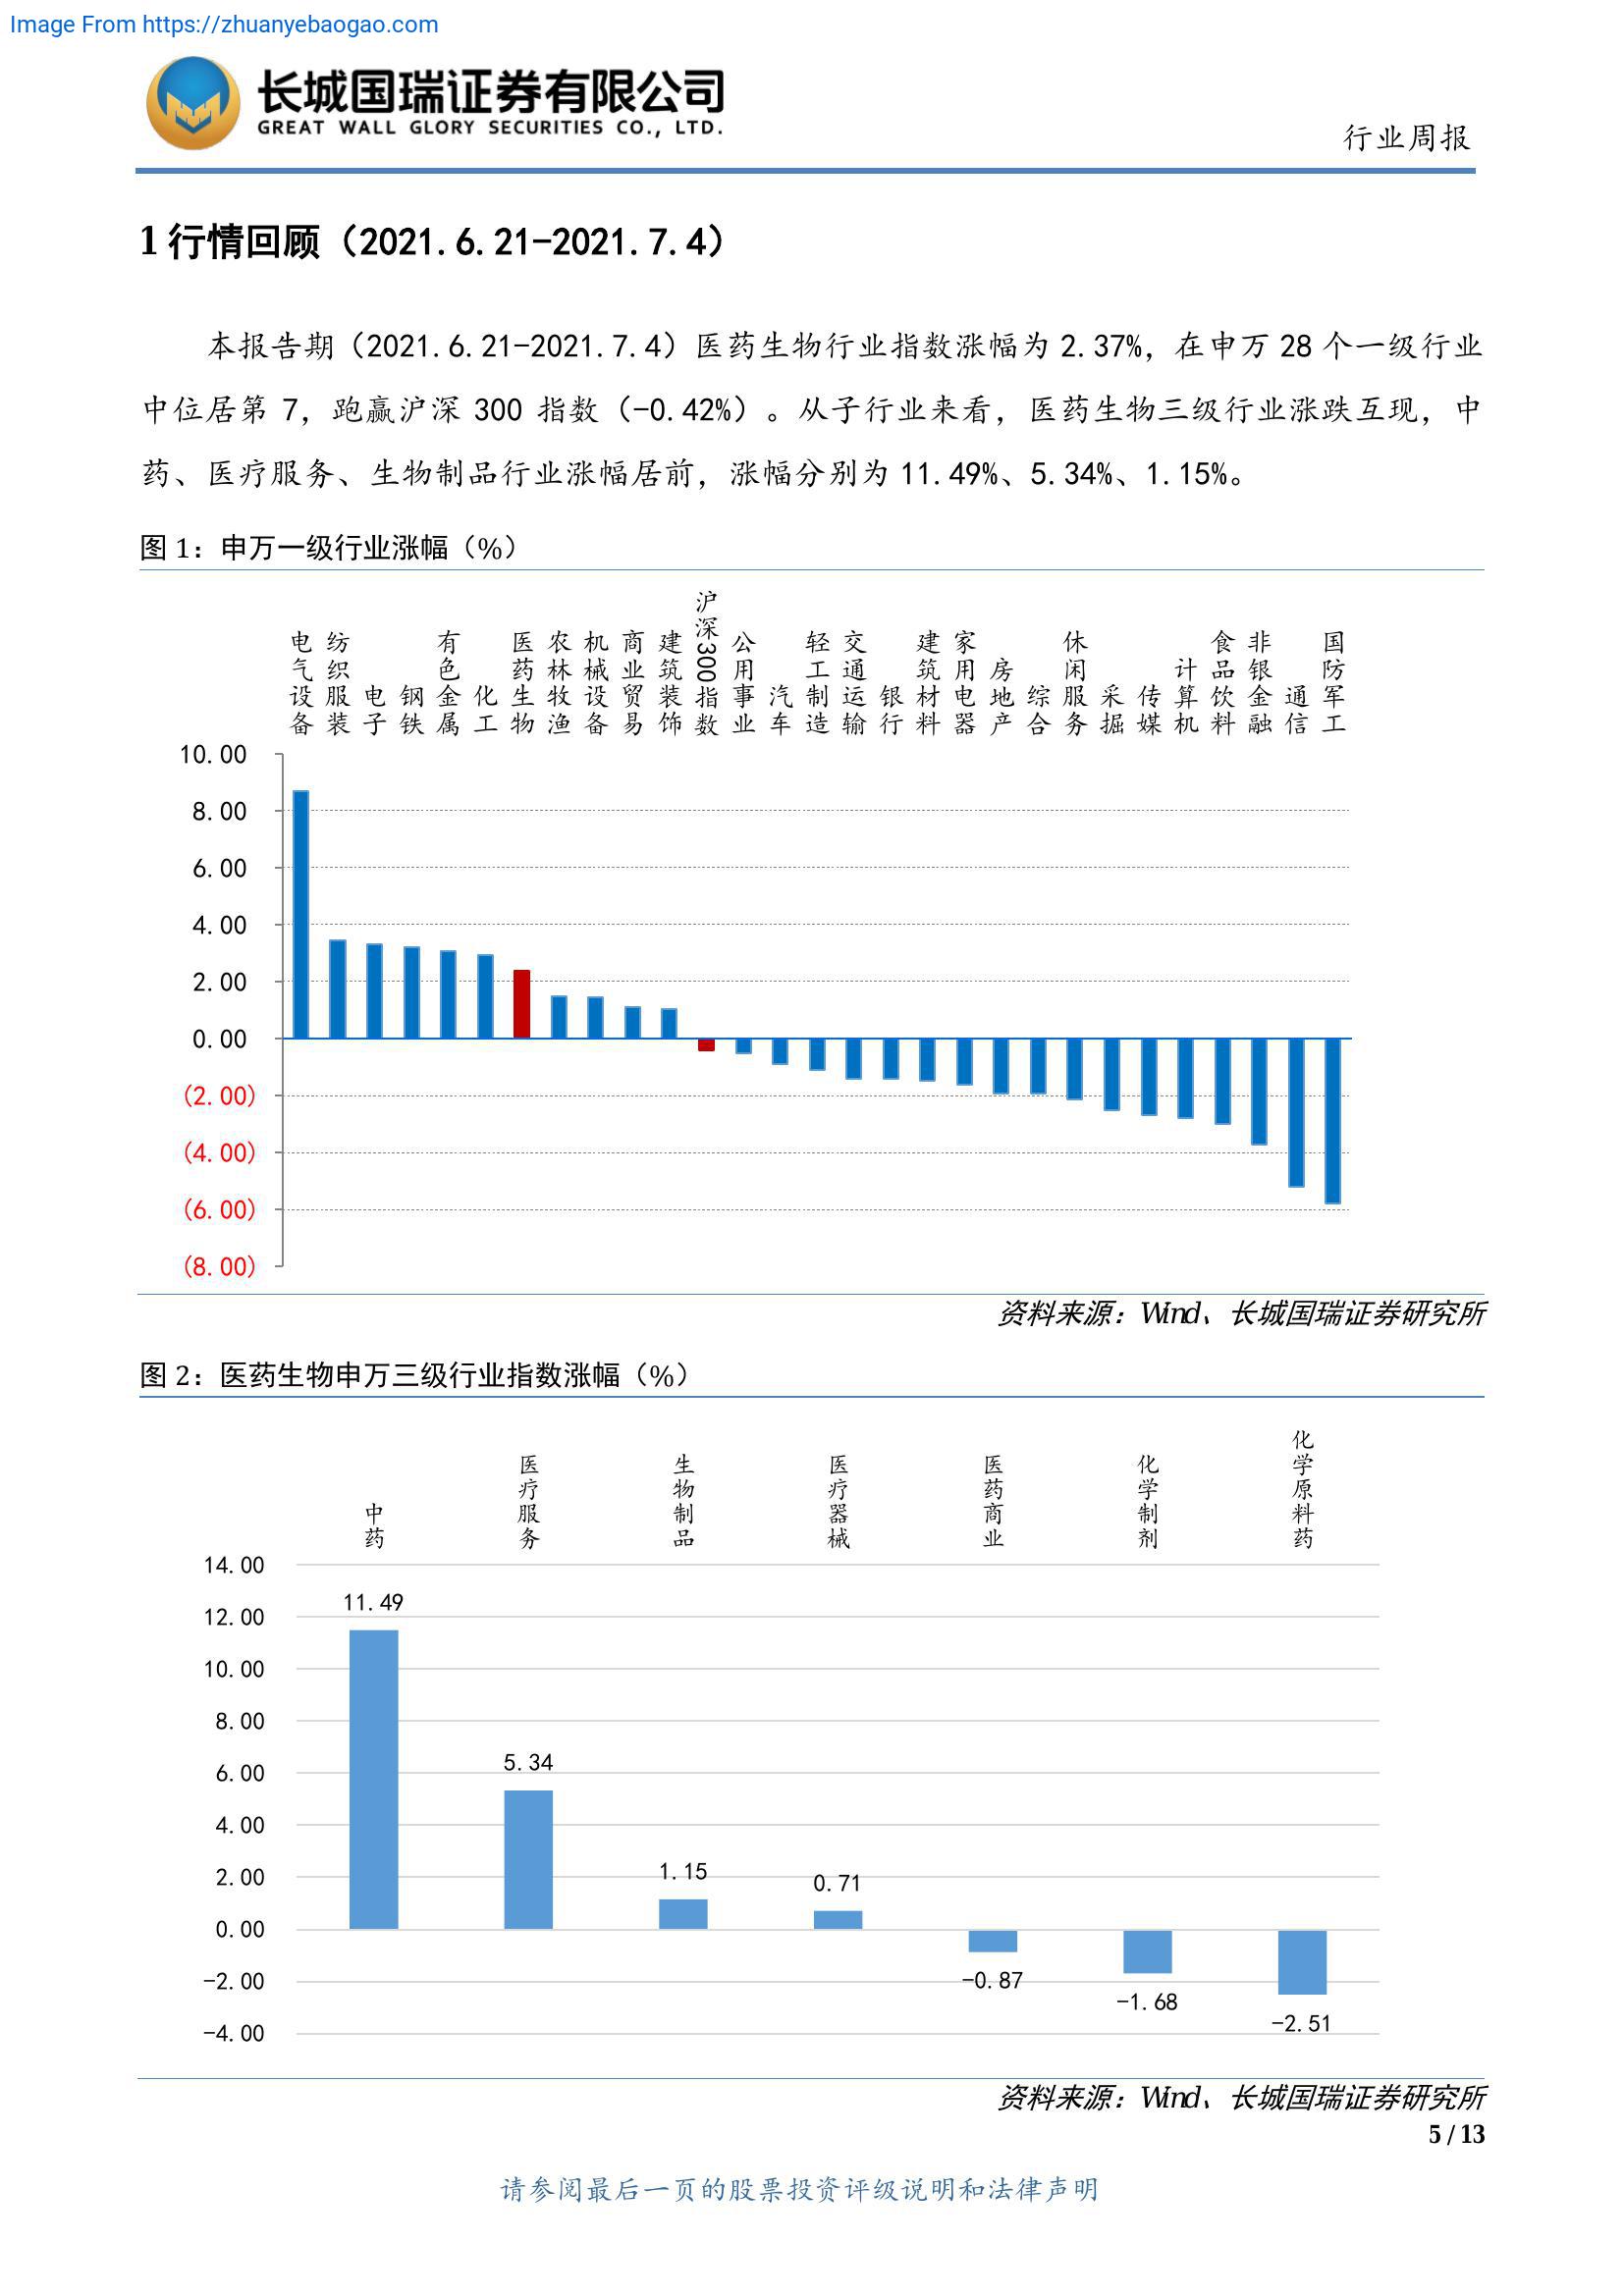 Image From https://zhuanyebaogao.com
长城国瑞证券有限公司
GREAT WALL GLORY SECURITIES CO., LTD.
行业周报
1 行情回顾（2021.6.21-2021.7.4）
本报告期（2021.6.21-2021.7.4）医药生物行业指数涨幅为 2.37%，在申万 28 个一级行业
中位居第 7，跑赢沪深 300 指数（-0.42%）。从子行业来看，医药生物三级行业涨跌互现，中
药、医疗服务、生物制品行业涨幅居前，涨幅分别为 11.49%、5.34%、1.15%。
图 1：申万一级行业涨幅（%）
电气设备
纺织服装
电子
钢铁
有色金属
化工
医药生物
农林牧渔
机械设备
商业贸易
建筑装饰
沪深300指数
公用事业
汽车
轻工制造
交通运输
银行
建筑材料
家用电器
房地产
综合
休闲服务
采掘
传媒
计算机
食品饮料
非银金融
通信
国防军工
10.00
8.00
6.00
4.00
2.00
0.00
(2.00)
(4.00)
(6.00)
(8.00)
资料来源：Wind、长城国瑞证券研究所
图 2：医药生物申万三级行业指数涨幅（%）
中药
医疗服务
生物制品
医疗器械
医药商业
化学制剂
化学原料药
14.00
12.00
10.00
8.00
6.00
4.00
2.00
0.00
-2.00
-4.00
11.49
5.34
1.15
0.71
-0.87
-1.68
-2.51
资料来源：Wind、长城国瑞证券研究所
5 / 13
请参阅最后一页的股票投资评级说明和法律声明